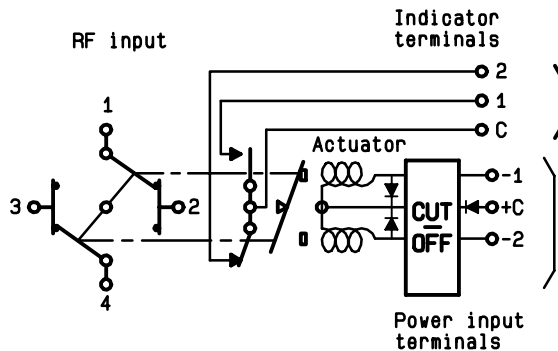 Indicator
terminals
RF input
2
1
C
1
Actuator
3
2
4
CUT
OFF
-1
+C
-2
Power input
terminals